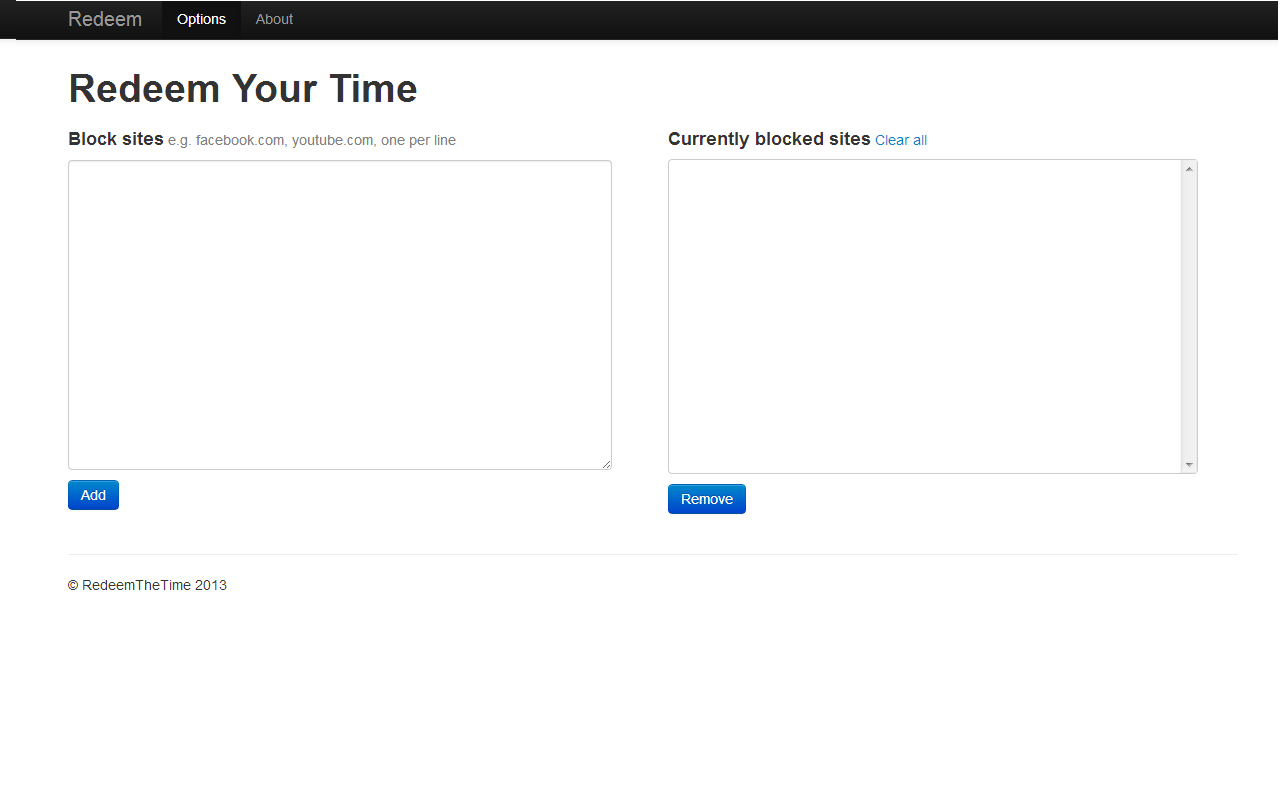 Redeem Options About
Redeem Your Time
Block sites e.g. facebook.com, youtube.com, one per line
Currently blocked sites Clear all
Add
Remove
© RedeemTheTime 2013